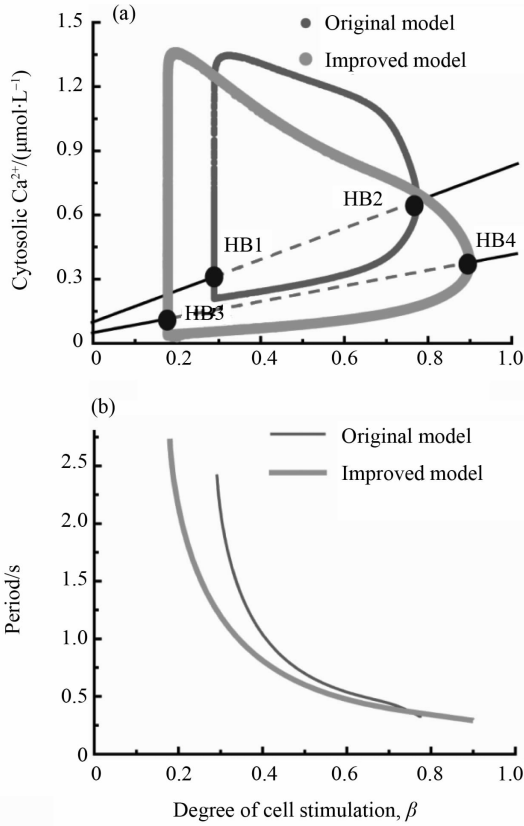 (a)
Original model
Improved model
Cytosolic Ca²⁺/(μmol·L⁻¹)
1.5
1.2
0.9
0.6
0.3
0
HB1
HB2
HB3
HB4
0
0.2
0.4
0.6
0.8
1.0
(b)
Original model
Improved model
Period/s
2.5
2.0
1.5
1.0
0.5
0
0
0.2
0.4
0.6
0.8
1.0
Degree of cell stimulation, β